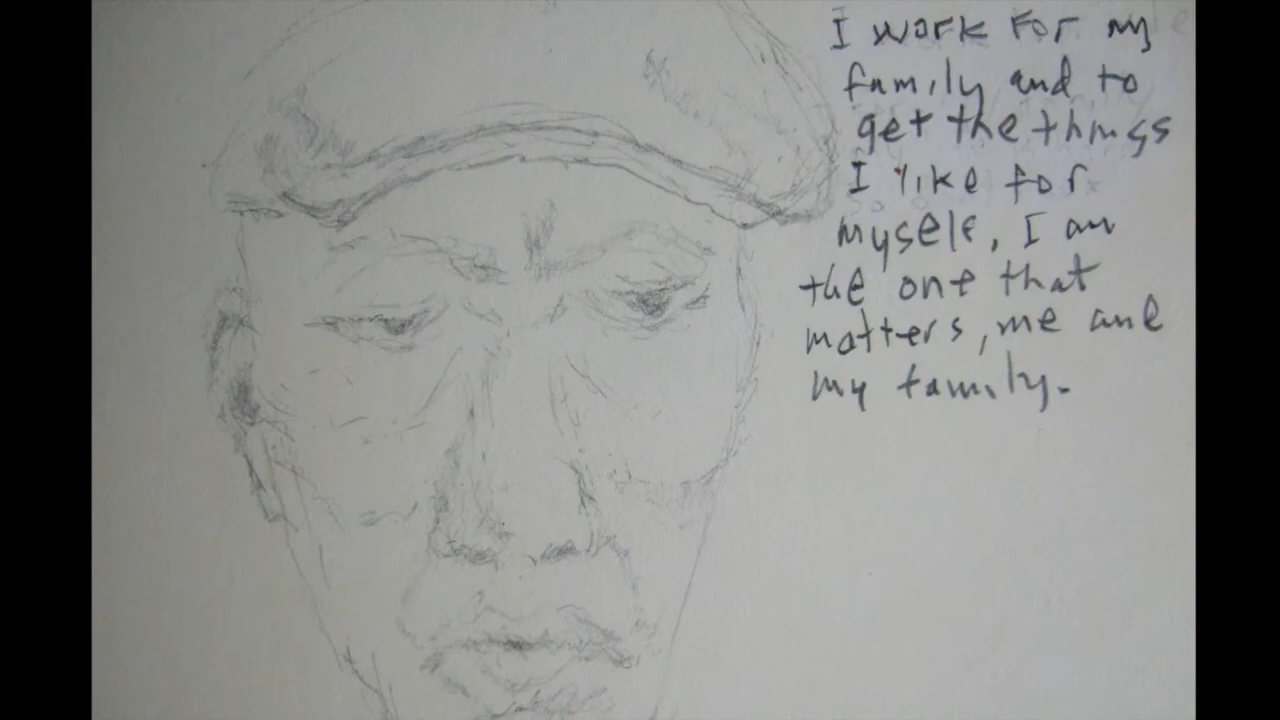 I work for my
family and to
get the things
I like for
myself, I am
the one that
matters, me and
my family.